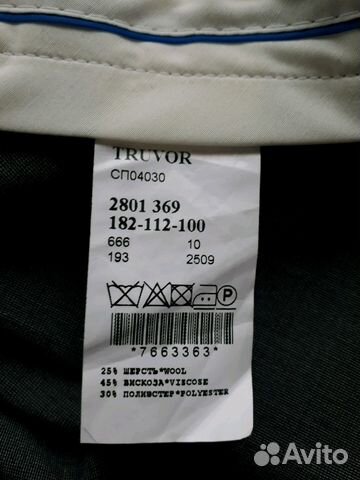 TRUVOR
СП04030
2801 369
182-112-100
666 10
193 2509
P
*7663363*
25% ШЕРСТЬ*WOOL
45% ВИСКОЗА*VISCOSE
30% ПОЛИЭСТЕР*POLYESTER
Avito